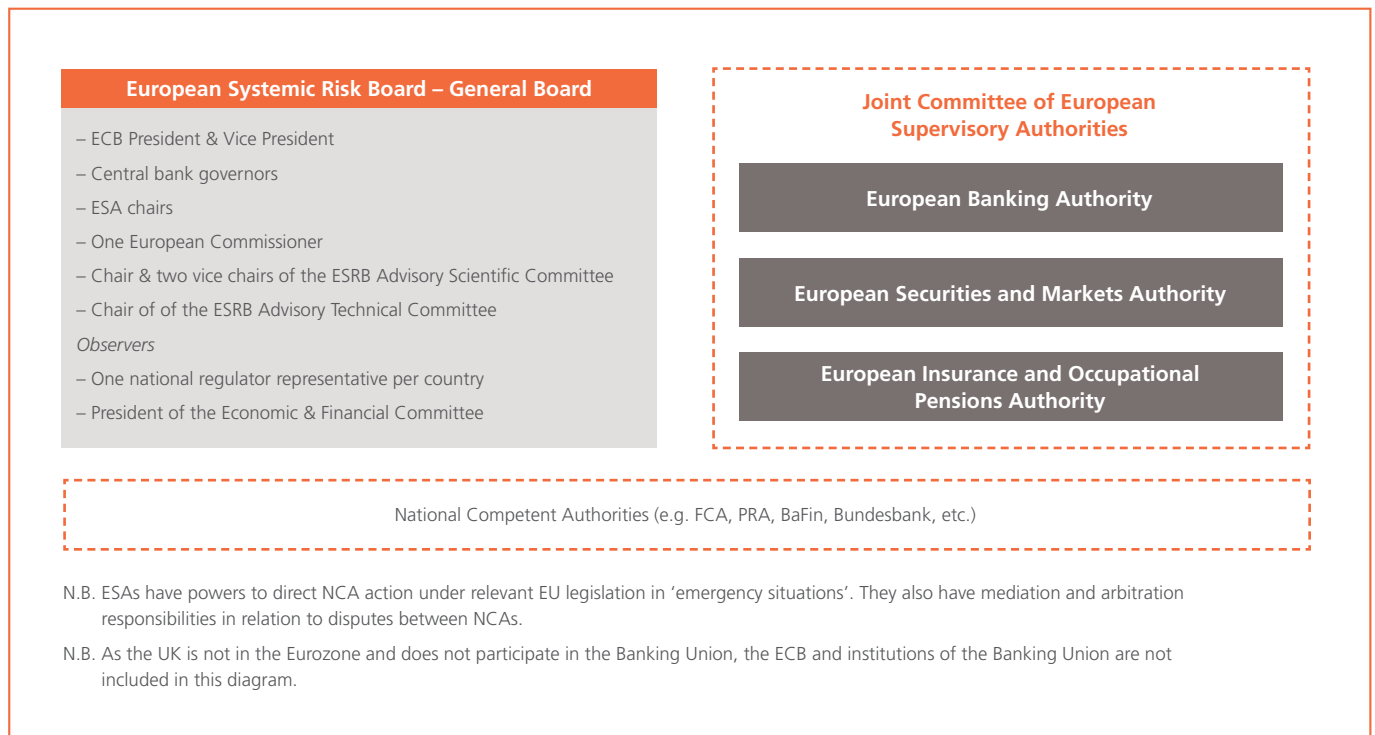 European Systemic Risk Board – General Board
– ECB President & Vice President
– Central bank governors
– ESA chairs
– One European Commissioner
– Chair & two vice chairs of the ESRB Advisory Scientific Committee
– Chair of of the ESRB Advisory Technical Committee
Observers
– One national regulator representative per country
– President of the Economic & Financial Committee
Joint Committee of European
Supervisory Authorities
European Banking Authority
European Securities and Markets Authority
European Insurance and Occupational
Pensions Authority
National Competent Authorities (e.g. FCA, PRA, BaFin, Bundesbank, etc.)
N.B. ESAs have powers to direct NCA action under relevant EU legislation in ‘emergency situations’. They also have mediation and arbitration
responsibilities in relation to disputes between NCAs.
N.B. As the UK is not in the Eurozone and does not participate in the Banking Union, the ECB and institutions of the Banking Union are not
included in this diagram.